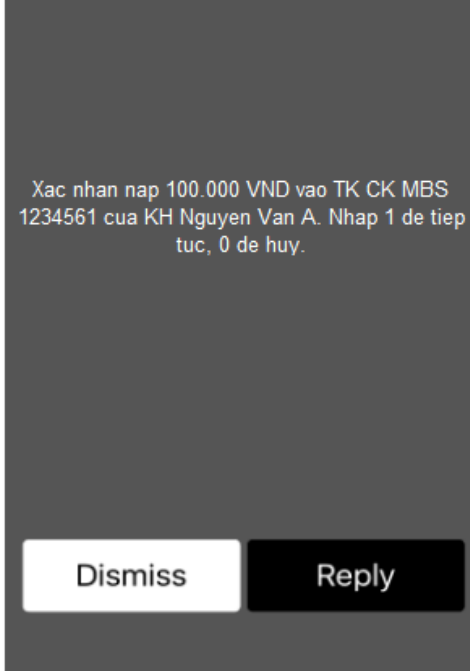 Xac nhan nap 100.000 VND vao TK CK MBS
1234561 cua KH Nguyen Van A. Nhap 1 de tiep
tuc, 0 de huy.
Dismiss
Reply